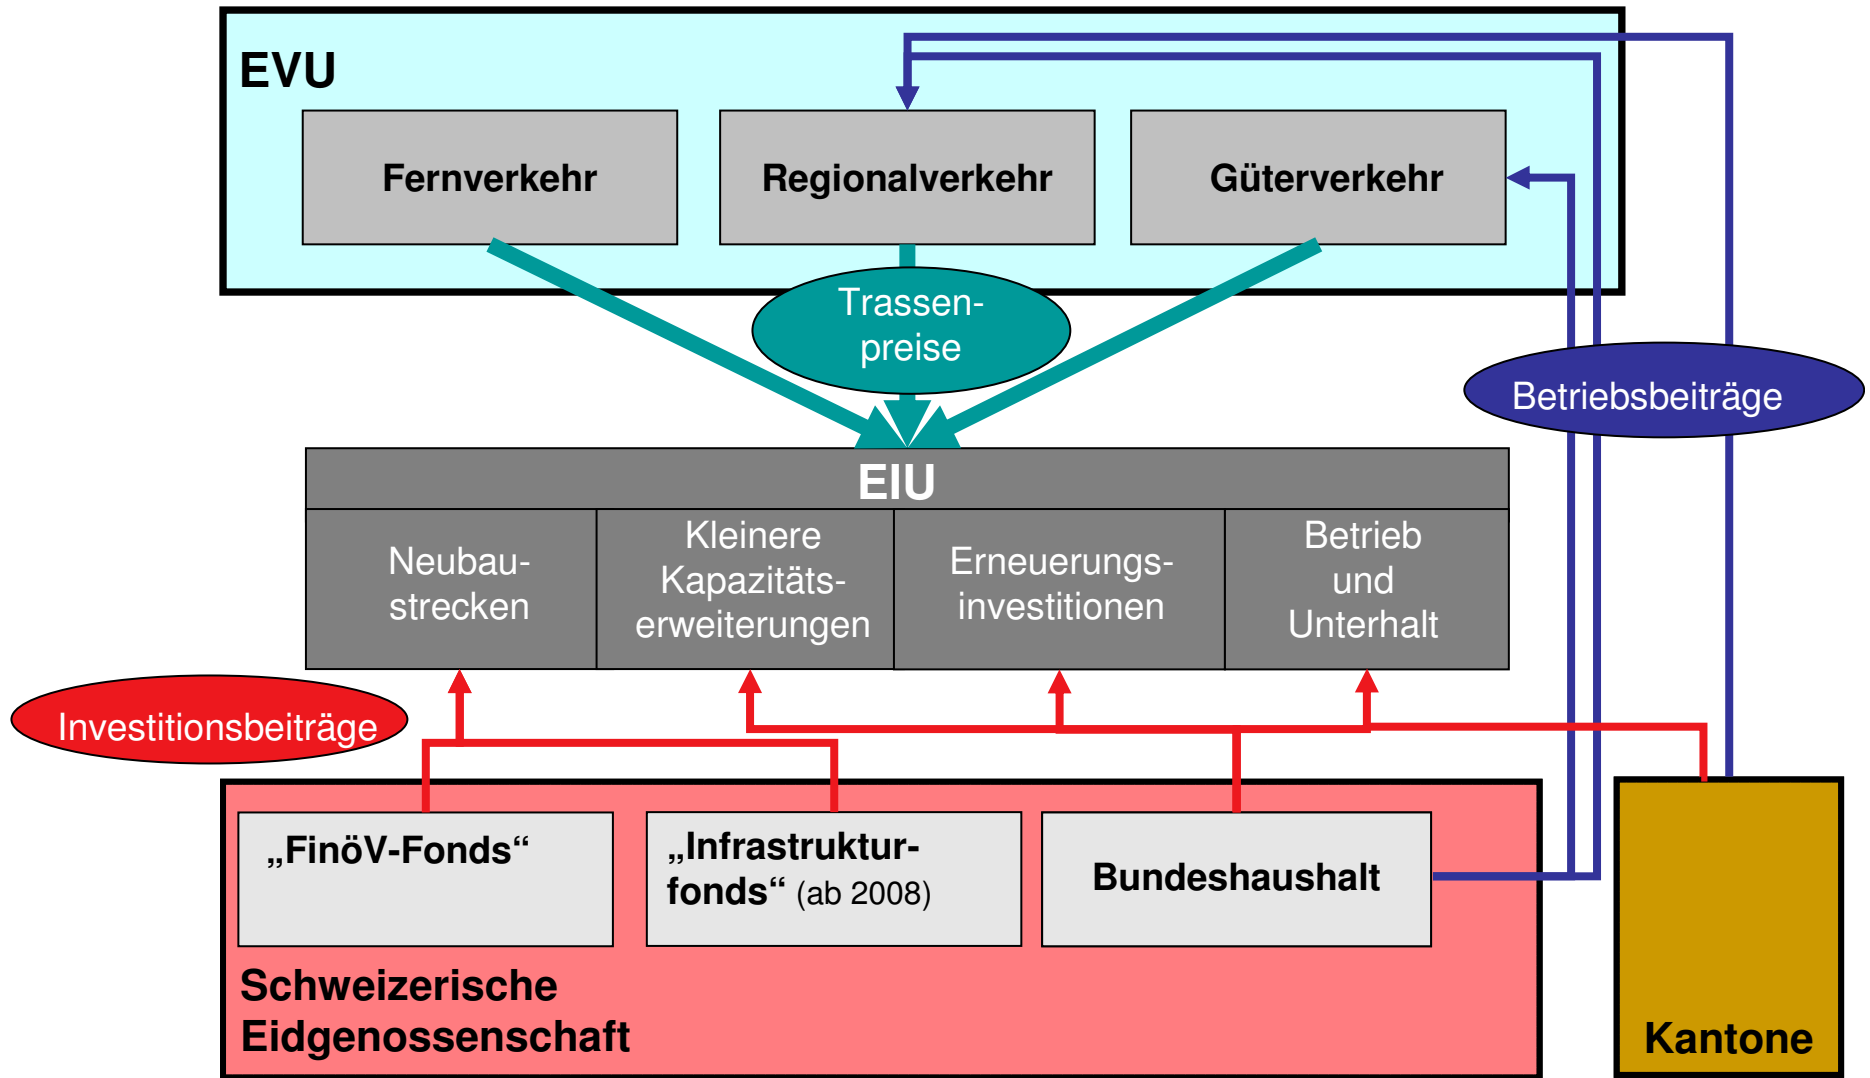 EVU
Fernverkehr
Regionalverkehr
Güterverkehr
Trassen-
preise
Betriebsbeiträge
EIU
Neubau-
strecken
Kleinere
Kapazitäts-
erweiterungen
Erneuerungs-
investitionen
Betrieb
und
Unterhalt
Investitionsbeiträge
„FinöV-Fonds“
„Infrastruktur-
fonds“ (ab 2008)
Bundeshaushalt
Schweizerische
Eidgenossenschaft
Kantone